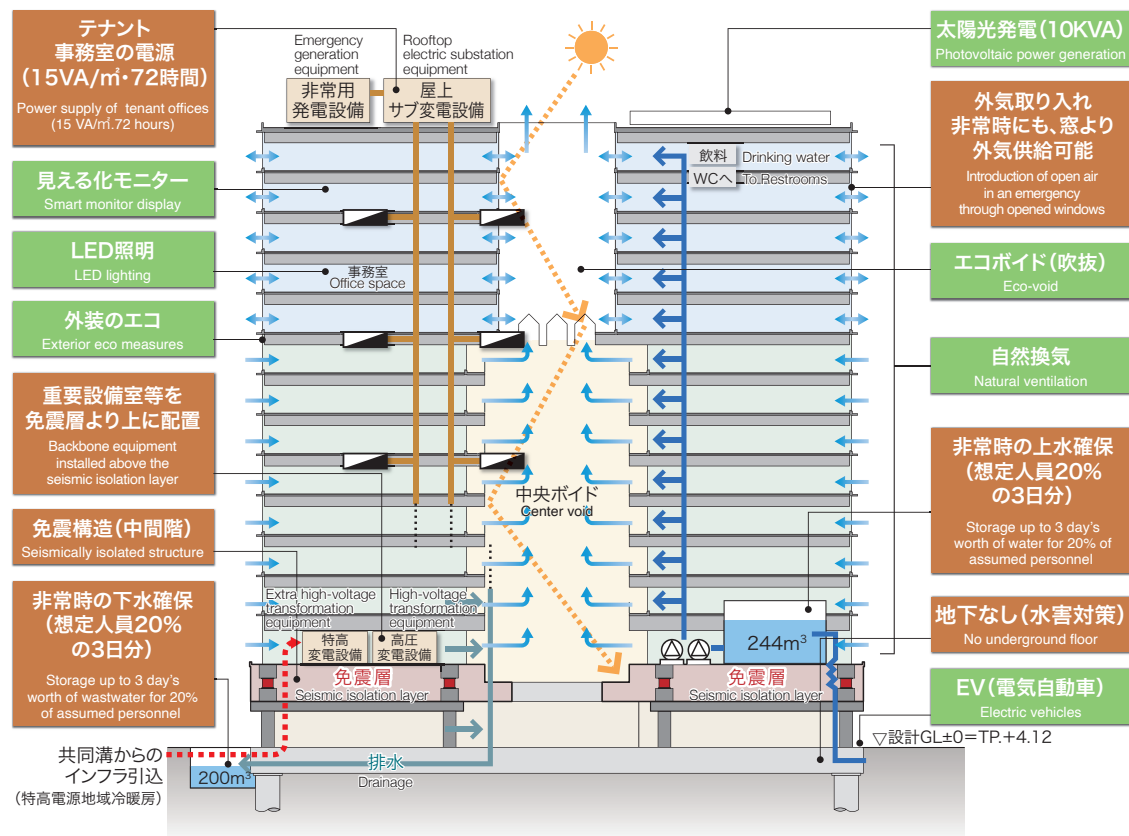 テナント
事務室の電源
(15VA/㎡・72時間)
Power supply of tenant offices
(15 VA/㎡.72 hours)
見える化モニター
Smart monitor display
LED照明
LED lighting
外装のエコ
Exterior eco measures
重要設備室等を
免震層より上に配置
Backbone equipment
installed above the
seismic isolation layer
免震構造(中間階)
Seismically isolated structure
非常時の下水確保
(想定人員20%
の3日分)
Storage up to 3 day's
worth of wastwater for 20%
of assumed personnel
共同溝からの
インフラ引込
(特高電源地域冷暖房)
200m³
Emergency
generation
equipment
非常用
発電設備
Rooftop
electric substation
equipment
屋上
サブ変電設備
事務室
Office space
飲料
Drinking water
WCへ
To Restrooms
中央ボイド
Center void
Extra high-voltage
transformation
equipment
特高
変電設備
High-voltage
transformation
equipment
高圧
変電設備
免震層
Seismic isolation layer
244m³
免震層
Seismic isolation layer
排水
Drainage
▽設計GL±0=TP.+4.12
太陽光発電(10KVA)
Photovoltaic power generation
外気取り入れ
非常時にも、窓より
外気供給可能
Introduction of open air
in an emergency
through opened windows
エコボイド(吹抜)
Eco-void
自然換気
Natural ventilation
非常時の上水確保
(想定人員20%
の3日分)
Storage up to 3 day's
worth of water for 20% of
assumed personnel
地下なし(水害対策)
No underground floor
EV(電気自動車)
Electric vehicles